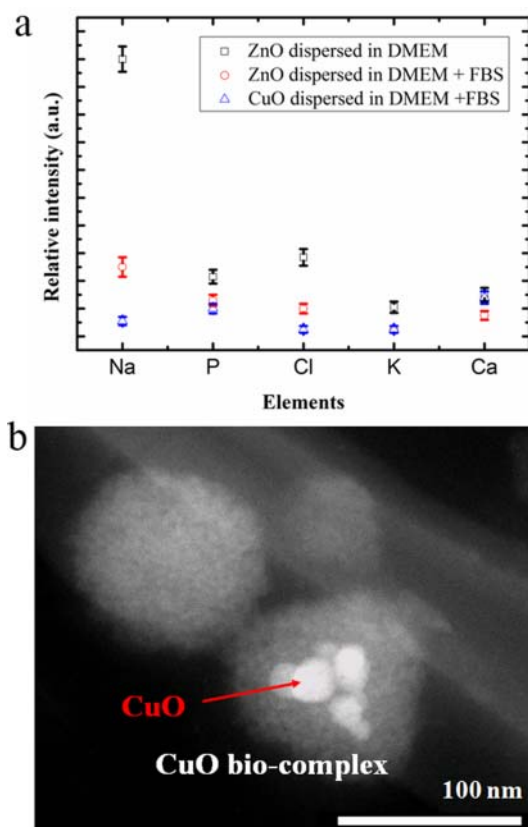 a
Relative intensity (a.u.)
ZnO dispersed in DMEM
ZnO dispersed in DMEM + FBS
CuO dispersed in DMEM +FBS
Na P Cl K Ca
Elements
b
CuO
CuO bio-complex
100 nm